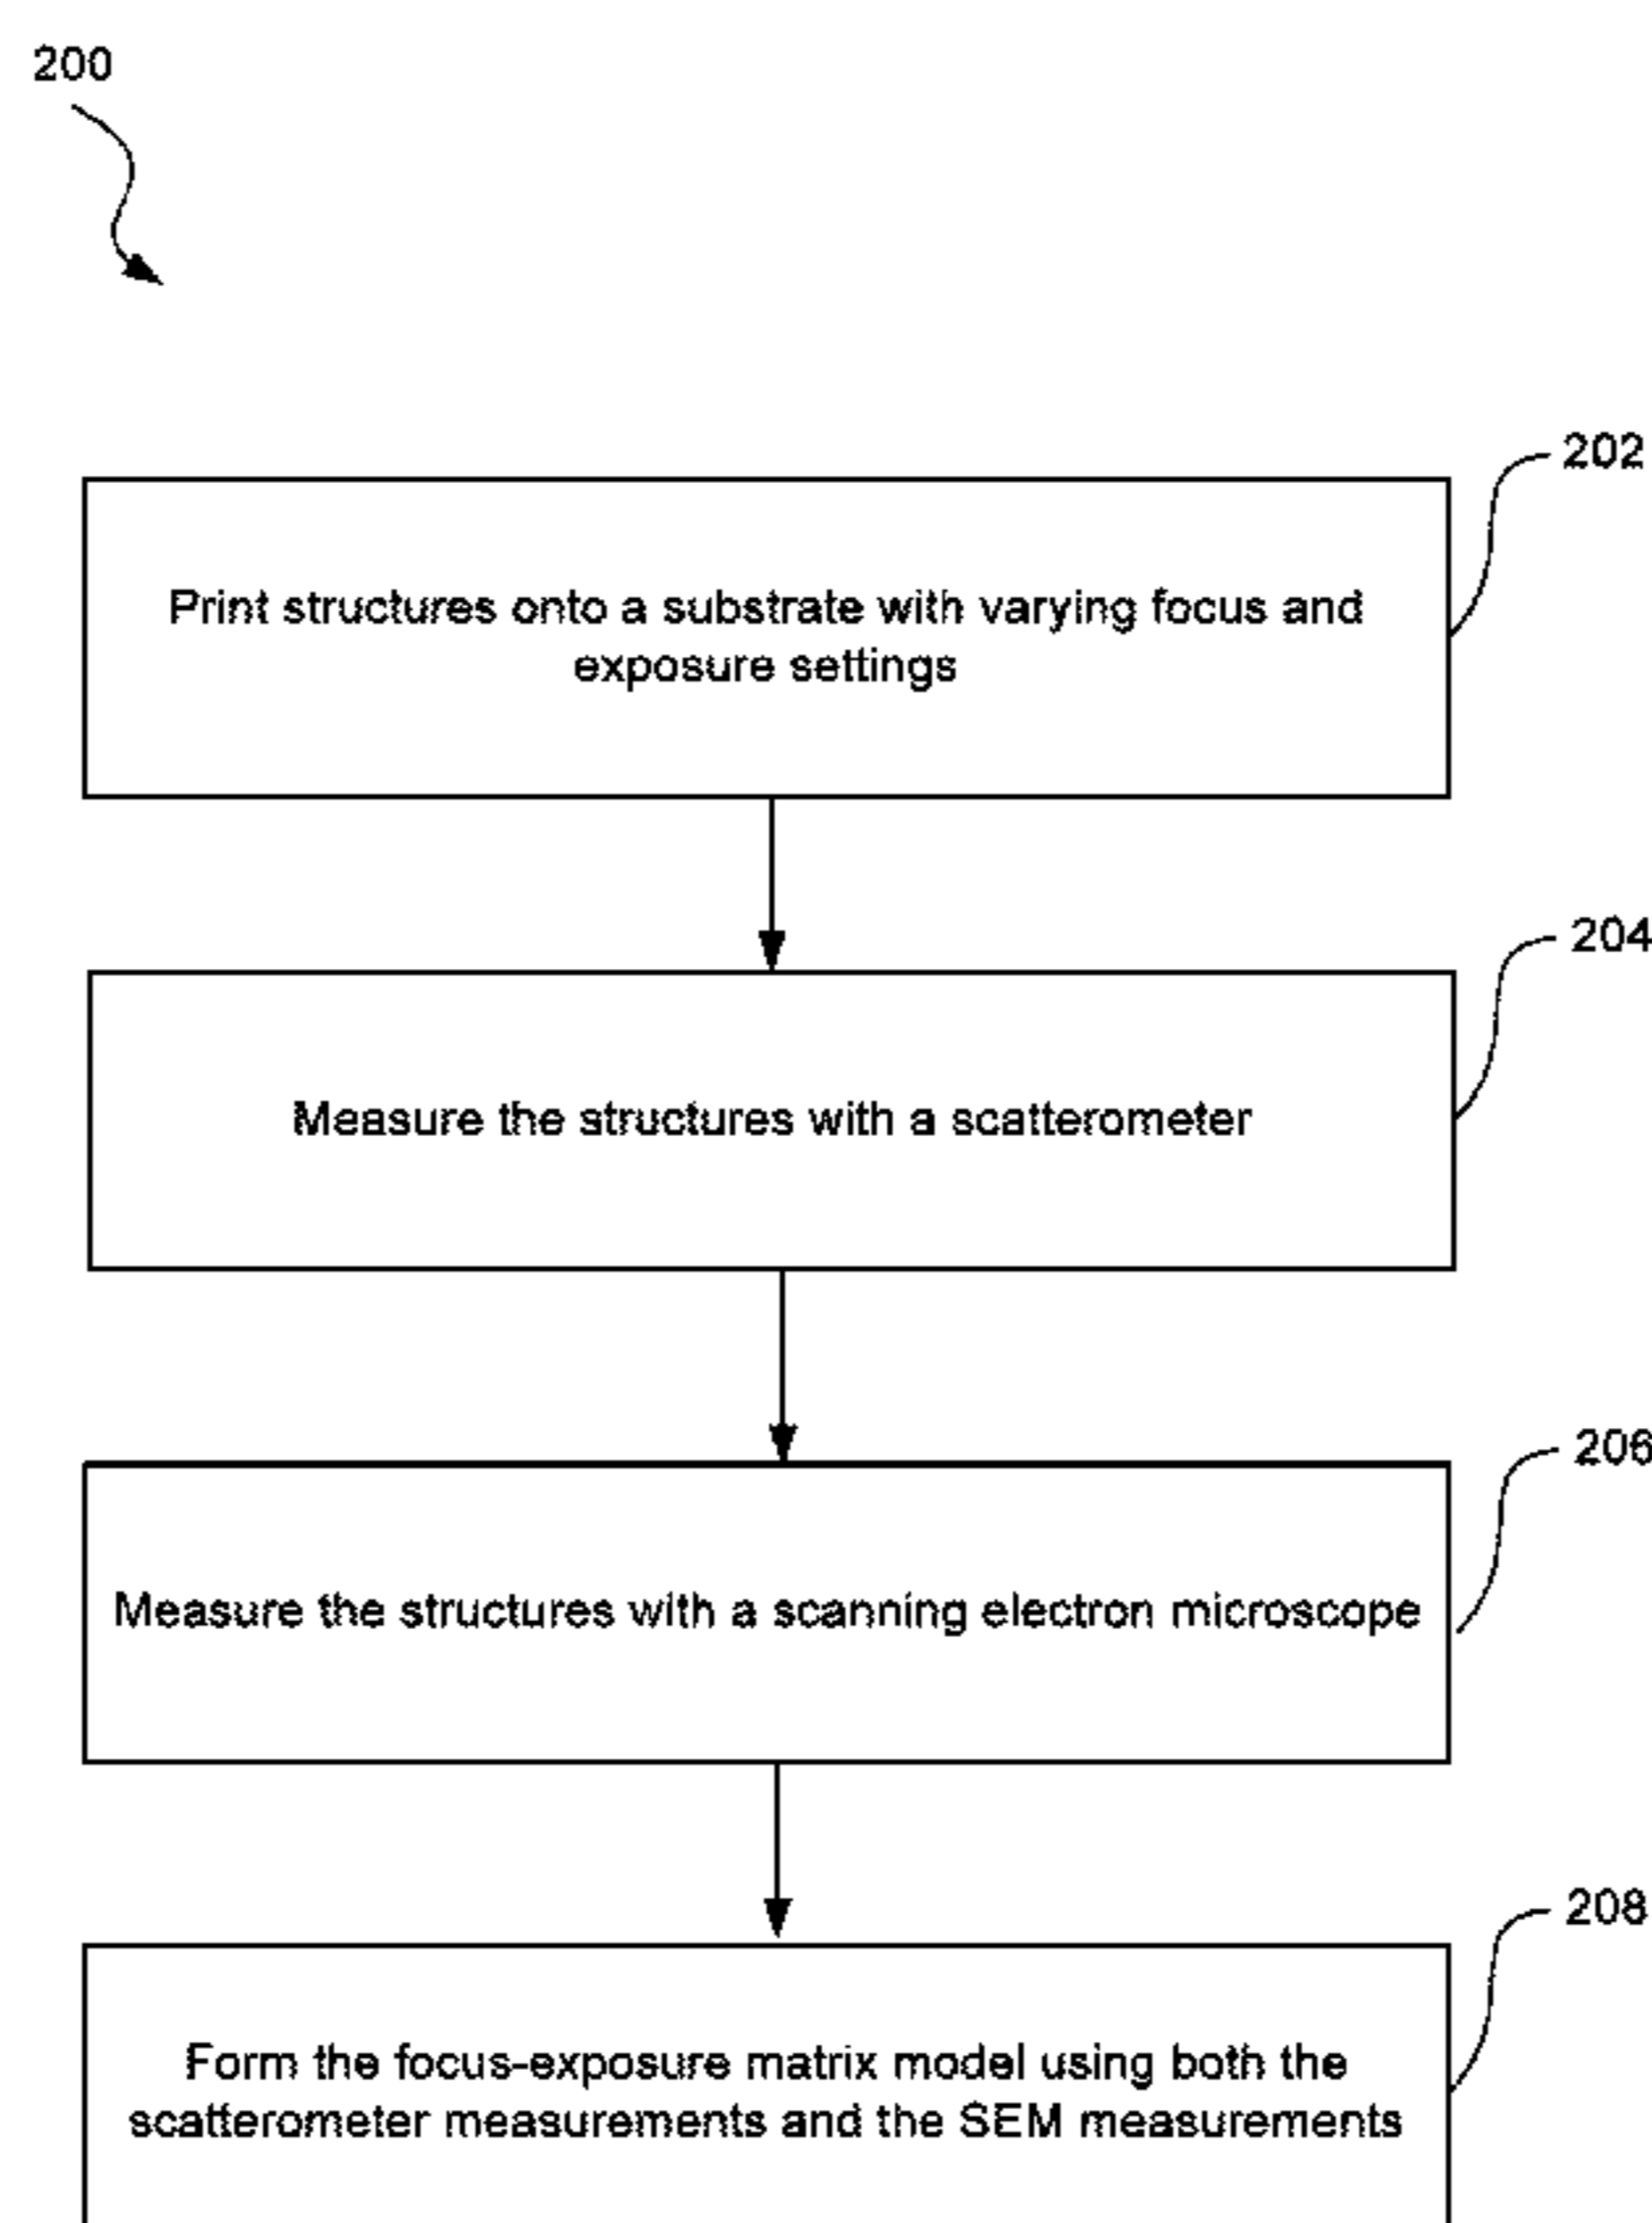 200
202
Print structures onto a substrate with varying focus and
exposure settings
204
Measure the structures with a scatterometer
206
Measure the structures with a scanning electron microscope
208
Form the focus-exposure matrix model using both the
scatterometer measurements and the SEM measurements